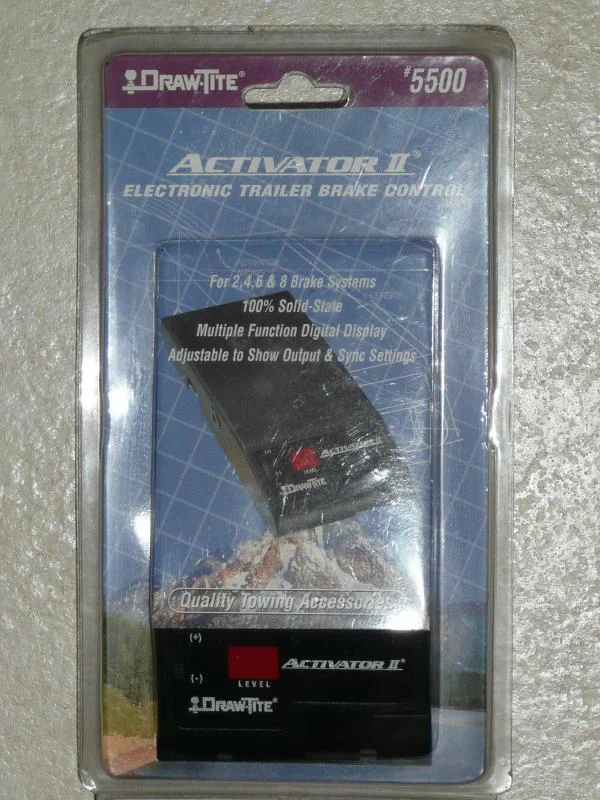 DRAW-TITE®
#5500
ACTIVATOR II®
ELECTRONIC TRAILER BRAKE CONTROL
For 2,4,6 & 8 Brake Systems
100% Solid-State
Multiple Function Digital Display
Adjustable to Show Output & Sync Settings
(+)
ACTIVATOR II
LEVEL
DRAW-TITE
Quality Towing Accessories
(+)
ACTIVATOR II®
(-)
LEVEL
DRAW-TITE®